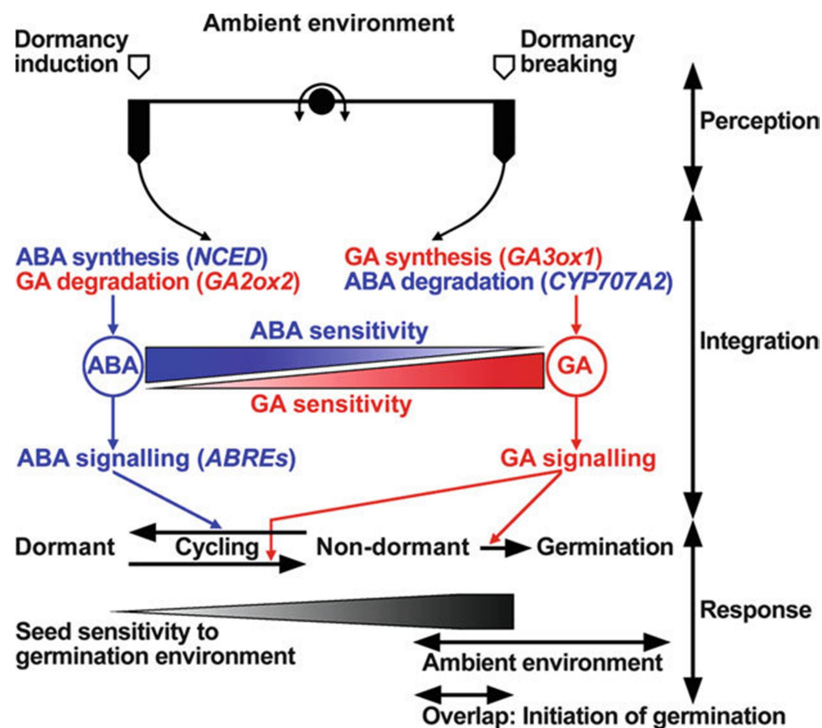 Ambient environment
Dormancy
induction
Dormancy
breaking
Perception
ABA synthesis (NCED)
GA degradation (GA2ox2)
GA synthesis (GA3ox1)
ABA degradation (CYP707A2)
Integration
ABA sensitivity
ABA
GA
GA sensitivity
ABA signalling (ABREs)
GA signalling
Dormant
Cycling
Non-dormant
Germination
Response
Seed sensitivity to
germination environment
Ambient environment
Overlap: Initiation of germination